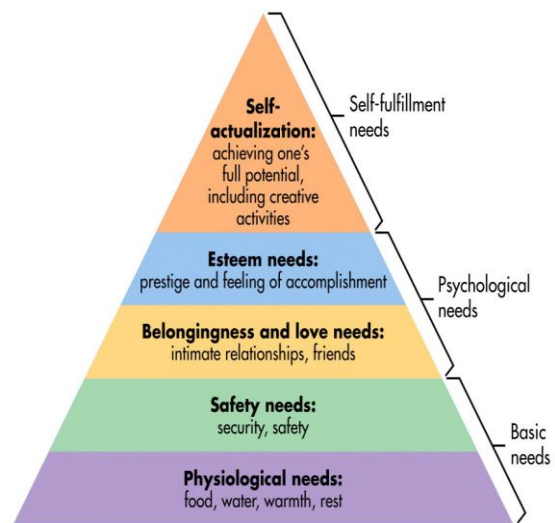 Self-
actualization:
achieving one's
full potential,
including creative
activities
Self-fulfillment
needs
Esteem needs:
prestige and feeling of accomplishment
Belongingness and love needs:
intimate relationships, friends
Psychological
needs
Safety needs:
security, safety
Physiological needs:
food, water, warmth, rest
Basic
needs